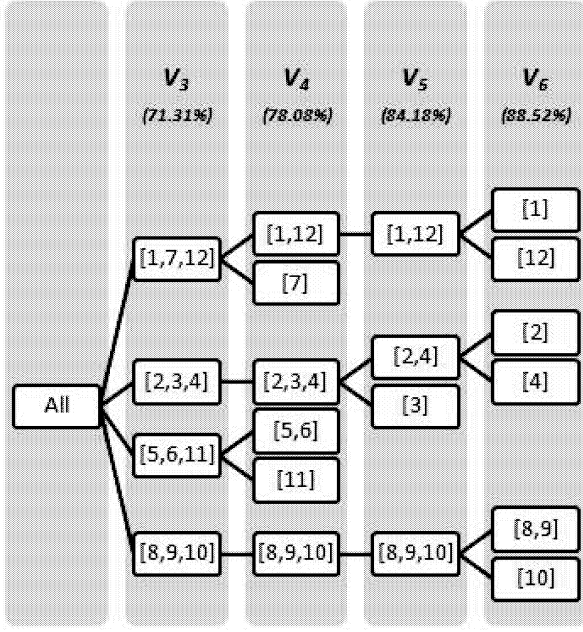 V3 V4 V5 V6
(71.31%) (78.08%) (84.18%) (88.52%)
[1]
[1,12] [1,12]
[1,7,12] [12]
[7]
[2]
[2,4]
[2,3,4] [2,3,4] [4]
All [3]
[5,6]
[5,6,11]
[11]
[8,9]
[8,9,10] [8,9,10] [8,9,10]
[10]